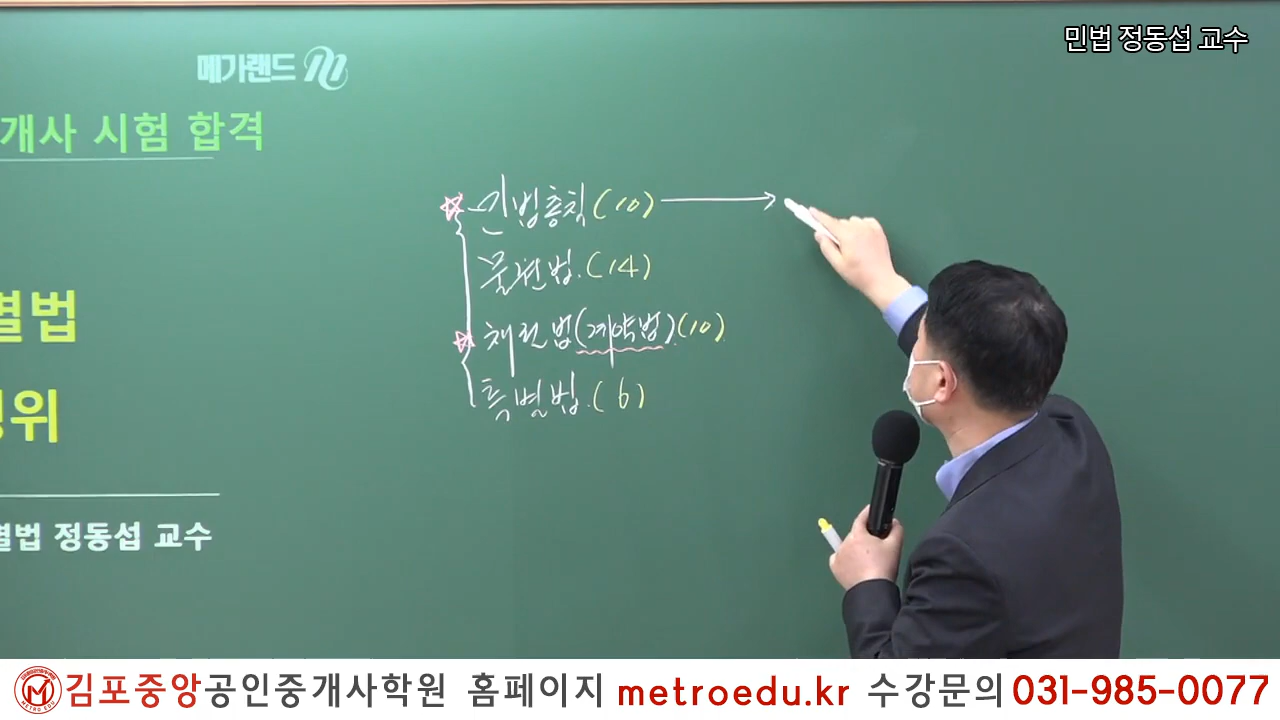 민법 정동섭 교수
메가랜드
개사 시험 합격
별법
행위
별법 정동섭 교수
민법총칙(10)
물권법.(14)
채권법(계약법)(10)
특별법.(6)
METRO EDU
김포중앙공인중개사학원 홈페이지 metroedu.kr 수강문의 031-985-0077